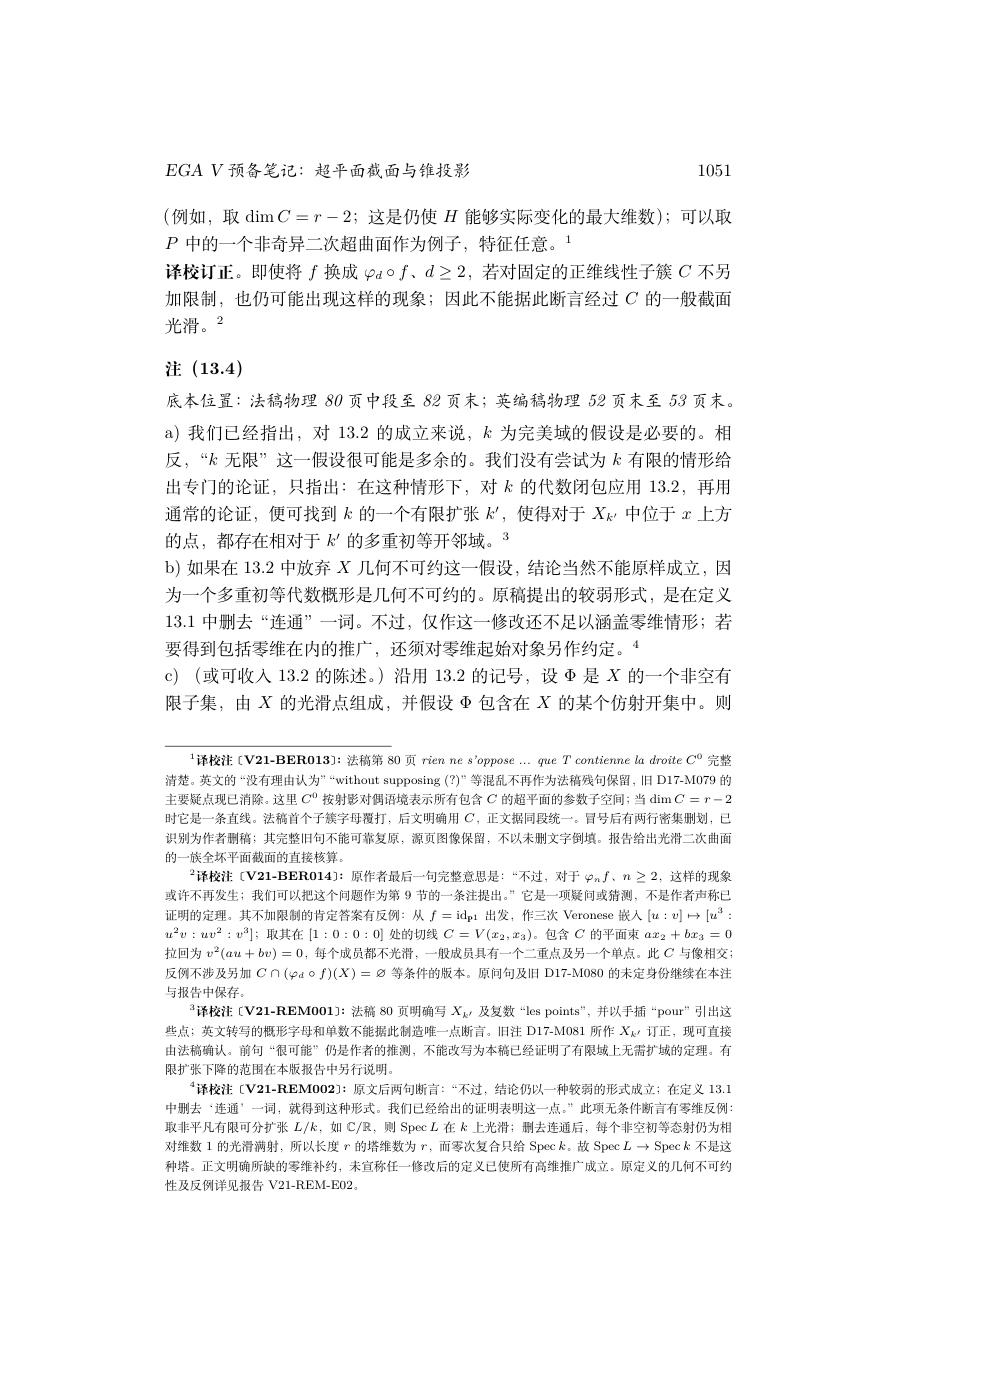 EGA V 预备笔记：超平面截面与锥投影 1051
（例如，取 dim C = r − 2；这是仍使 H 能够实际变化的最大维数）；可以取
P 中的一个非奇异二次超曲面作为例子，特征任意。¹
译校订正。即使将 f 换成 φ_d ∘ f、d ≥ 2，若对固定的正维线性子簇 C 不另
加限制，也仍可能出现这样的现象；因此不能据此断言经过 C 的一般截面
光滑。²
注（13.4）
底本位置：法稿物理 80 页中段至 82 页末；英编稿物理 52 页末至 53 页末。
a) 我们已经指出，对 13.2 的成立来说，k 为完美域的假设是必要的。相
反，“k 无限”这一假设很可能是多余的。我们没有尝试为 k 有限的情形给
出专门的论证，只指出：在这种情形下，对 k 的代数闭包应用 13.2，再用
通常的论证，便可找到 k 的一个有限扩张 k′，使得对于 X_{k′} 中位于 x 上方
的点，都存在相对于 k′ 的多重初等开邻域。³
b) 如果在 13.2 中放弃 X 几何不可约这一假设，结论当然不能原样成立，因
为一个多重初等代数概形是几何不可约的。原稿提出的较弱形式，是在定义
13.1 中删去“连通”一词。不过，仅作这一修改还不足以涵盖零维情形；若
要得到包括零维在内的推广，还须对零维起始对象另作约定。⁴
c) （或可收入 13.2 的陈述。）沿用 13.2 的记号，设 Φ 是 X 的一个非空有
限子集，由 X 的光滑点组成，并假设 Φ 包含在 X 的某个仿射开集中。则
¹译校注〔V21-BER013〕：法稿第 80 页 rien ne s'oppose ... que T contienne la droite C⁰ 完整
清楚。英文的“没有理由认为”“without supposing (?)”等混乱不再作为法稿残句保留，旧 D17-M079 的
主要疑点现已消除。这里 C⁰ 按射影对偶语境表示所有包含 C 的超平面的参数子空间；当 dim C = r − 2
时它是一条直线。法稿首个子簇字母覆打，后文明确用 C，正文据同段统一。冒号后有两行密集删划，已
识别为作者删稿；其完整旧句不能可靠复原，源页图像保留，不以未删文字倒填。报告给出光滑二次曲面
的一族全坏平面截面的直接核算。
²译校注〔V21-BER014〕：原作者最后一句完整意思是：“不过，对于 φ_n f、n ≥ 2，这样的现象
或许不再发生；我们可以把这个问题作为第 9 节的一条注提出。”它是一项疑问或猜测，不是作者声称已
证明的定理。其不加限制的肯定答案有反例：从 f = id_{P¹} 出发，作三次 Veronese 嵌入 [u : v] ↦ [u³ :
u²v : uv² : v³]；取其在 [1 : 0 : 0 : 0] 处的切线 C = V(x₂, x₃)。包含 C 的平面束 ax₂ + bx₃ = 0
拉回为 v²(au + bv) = 0，每个成员都不光滑，一般成员具有一个二重点及另一个单点。此 C 与像相交；
反例不涉及另加 C ∩ (φ_d ∘ f)(X) = ∅ 等条件的版本。原问句及旧 D17-M080 的未定身份继续在本注
与报告中保存。
³译校注〔V21-REM001〕：法稿 80 页明确写 X_{k′} 及复数 “les points”，并以手插 “pour” 引出这
些点；英文转写的概形字母和单数不能据此制造唯一点断言。旧注 D17-M081 所作 X_{k′} 订正，现可直接
由法稿确认。前句“很可能”仍是作者的推测，不能改写为本稿已经证明了有限域上无需扩域的定理。有
限扩张下降的范围在本版报告中另行说明。
⁴译校注〔V21-REM002〕：原文后两句断言：“不过，结论仍以一种较弱的形式成立；在定义 13.1
中删去‘连通’一词，就得到这种形式。我们已经给出的证明表明这一点。”此项无条件断言有零维反例：
取非平凡有限可分扩张 L/k，如 ℂ/ℝ，则 Spec L 在 k 上光滑；删去连通后，每个非空初等态射仍为相
对维数 1 的光滑满射，所以长度 r 的塔维数为 r，而零次复合只给 Spec k。故 Spec L → Spec k 不是这
种塔。正文明确所缺的零维补约，未宣称任一修改后的定义已使所有高维推广成立。原定义的几何不可约
性及反例详见报告 V21-REM-E02。